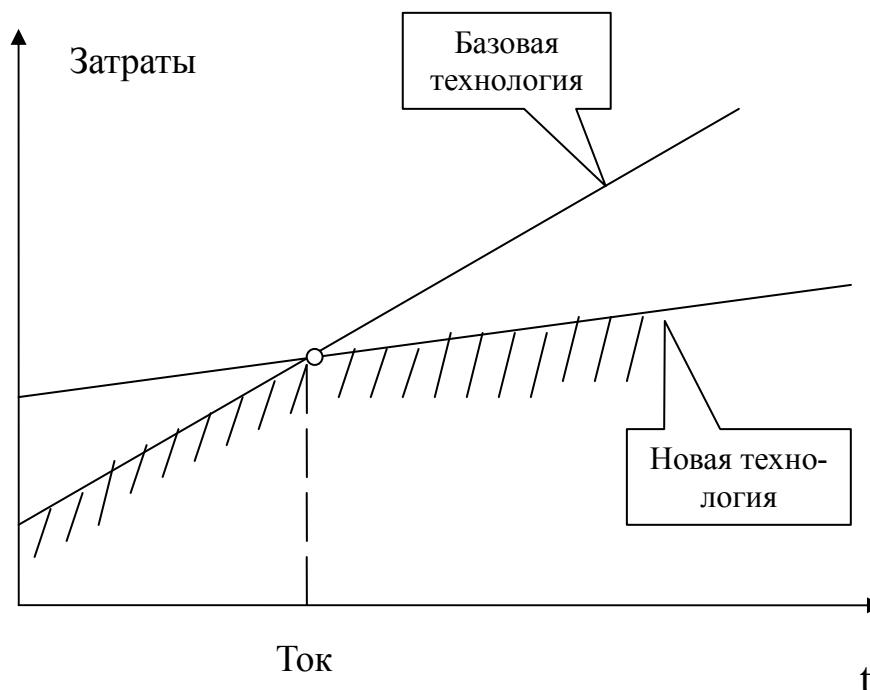 Затраты
Базовая
технология
Новая техно-
логия
Ток
t